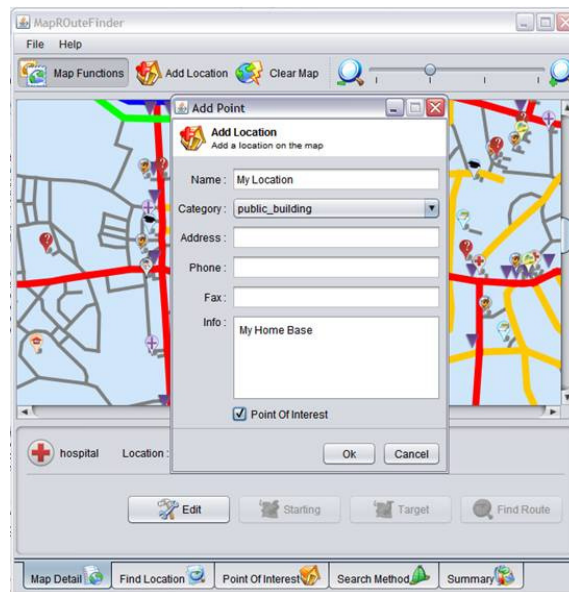 MapROuteFinder
File Help
Map Functions Add Location Clear Map
Add Point
Add Location
Add a location on the map
Name : My Location
Category : public_building
Address :
Phone :
Fax :
Info : My Home Base
Point Of Interest
Ok Cancel
hospital Location :
Edit Starting Target Find Route
Map Detail Find Location Point Of Interest Search Method Summary